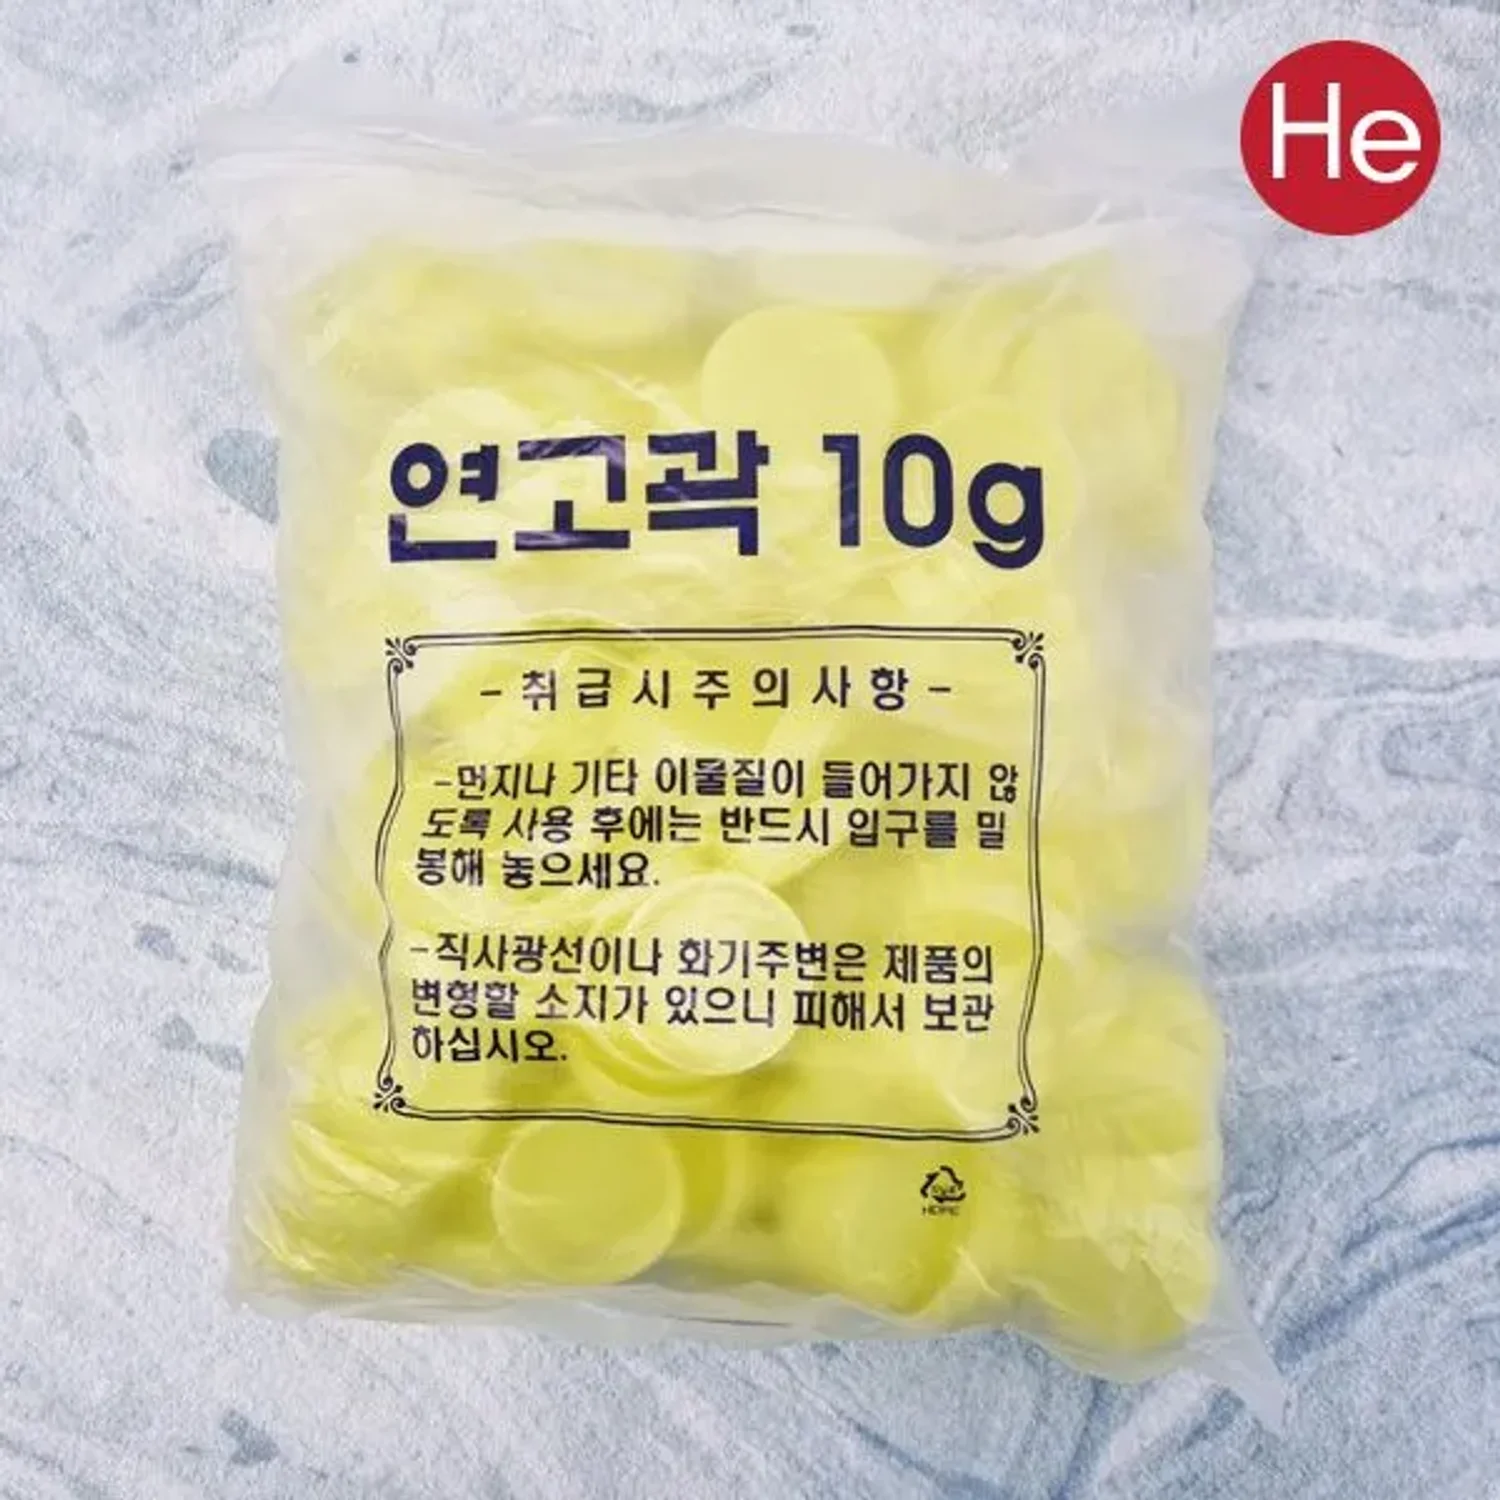 He
연고곽 10g
- 취급시주의사항 -
-먼지나 기타 이물질이 들어가지 않
도록 사용 후에는 반드시 입구를 밀
봉해 놓으세요.
-직사광선이나 화기주변은 제품의
변형할 소지가 있으니 피해서 보관
하십시오.
HDPE